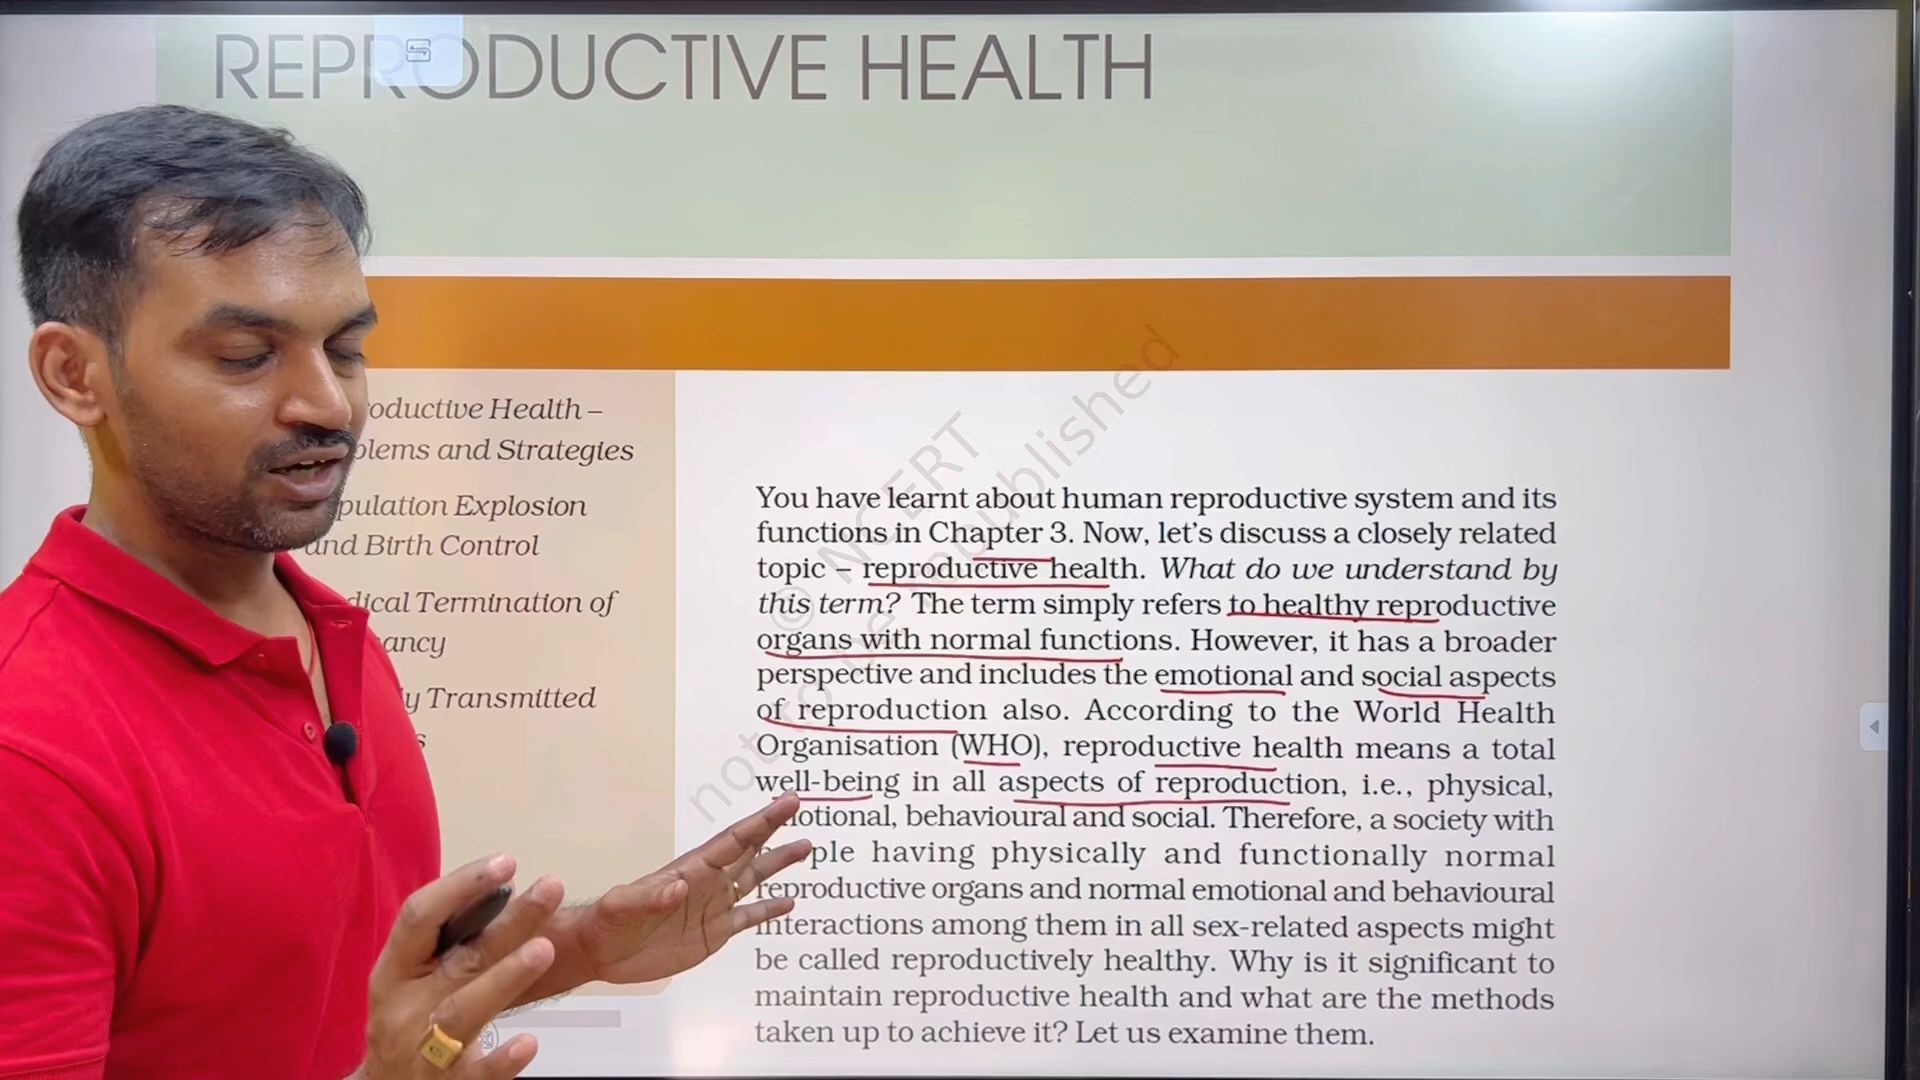 REPRODUCTIVE HEALTH
oductive Health –
blems and Strategies
pulation Explosion
and Birth Control
dical Termination of
ancy
y Transmitted
s
You have learnt about human reproductive system and its
functions in Chapter 3. Now, let's discuss a closely related
topic – reproductive health. What do we understand by
this term? The term simply refers to healthy reproductive
organs with normal functions. However, it has a broader
perspective and includes the emotional and social aspects
of reproduction also. According to the World Health
Organisation (WHO), reproductive health means a total
well-being in all aspects of reproduction, i.e., physical,
otional, behavioural and social. Therefore, a society with
ple having physically and functionally normal
reproductive organs and normal emotional and behavioural
interactions among them in all sex-related aspects might
be called reproductively healthy. Why is it significant to
maintain reproductive health and what are the methods
taken up to achieve it? Let us examine them.
© NCERT
not to be republished